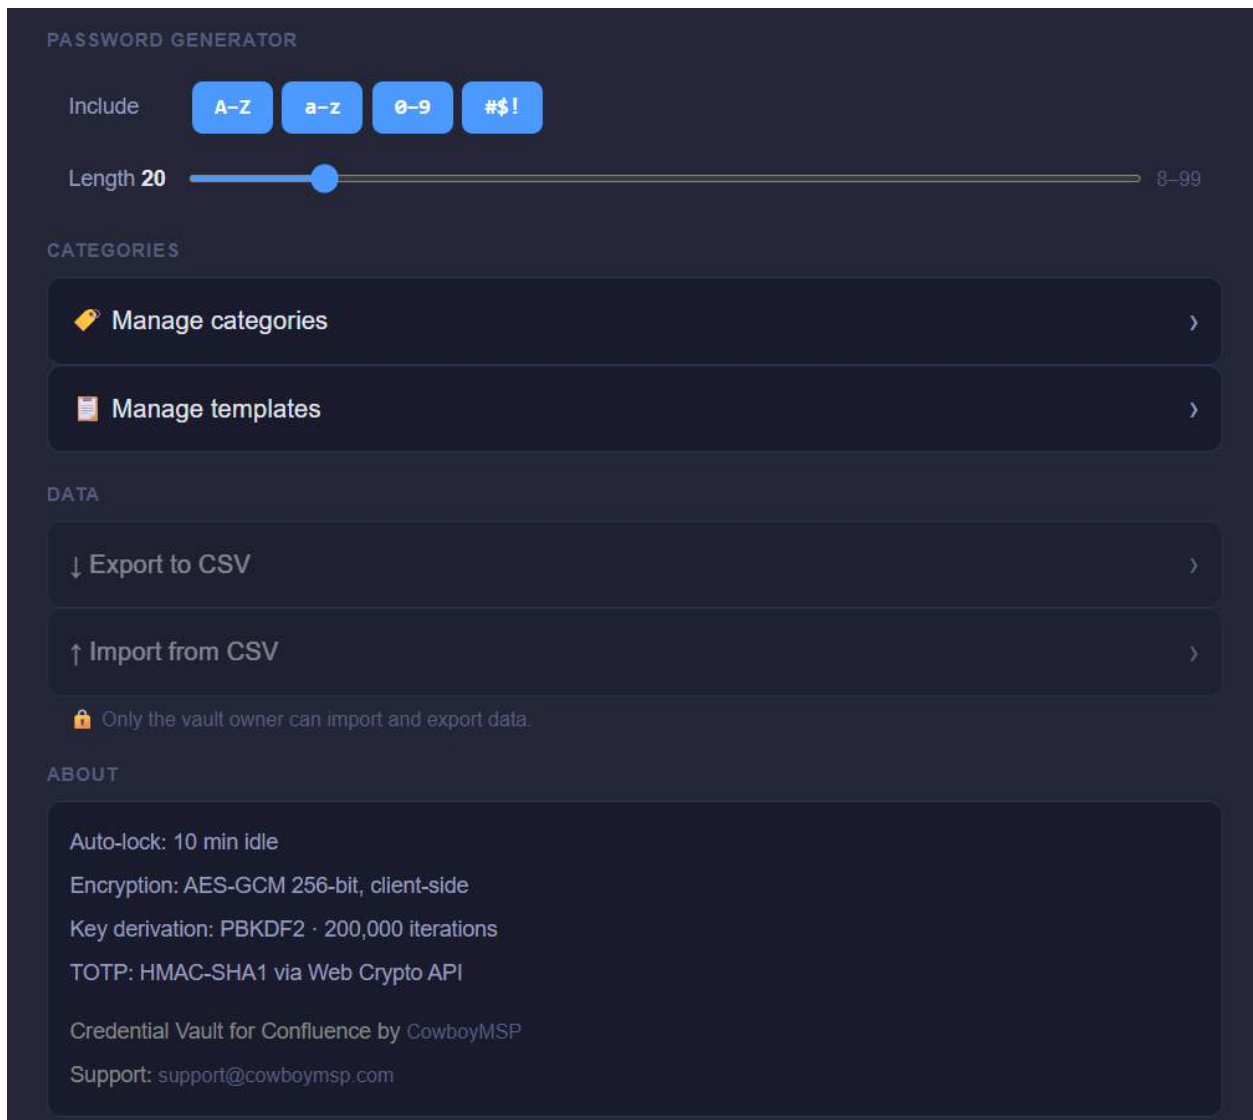 PASSWORD GENERATOR
Include A-Z a-z 0-9 #$!
Length 20 8–99
CATEGORIES
Manage categories
Manage templates
DATA
↓ Export to CSV
↑ Import from CSV
Only the vault owner can import and export data.
ABOUT
Auto-lock: 10 min idle
Encryption: AES-GCM 256-bit, client-side
Key derivation: PBKDF2 · 200,000 iterations
TOTP: HMAC-SHA1 via Web Crypto API
Credential Vault for Confluence by CowboyMSP
Support: support@cowboymsp.com